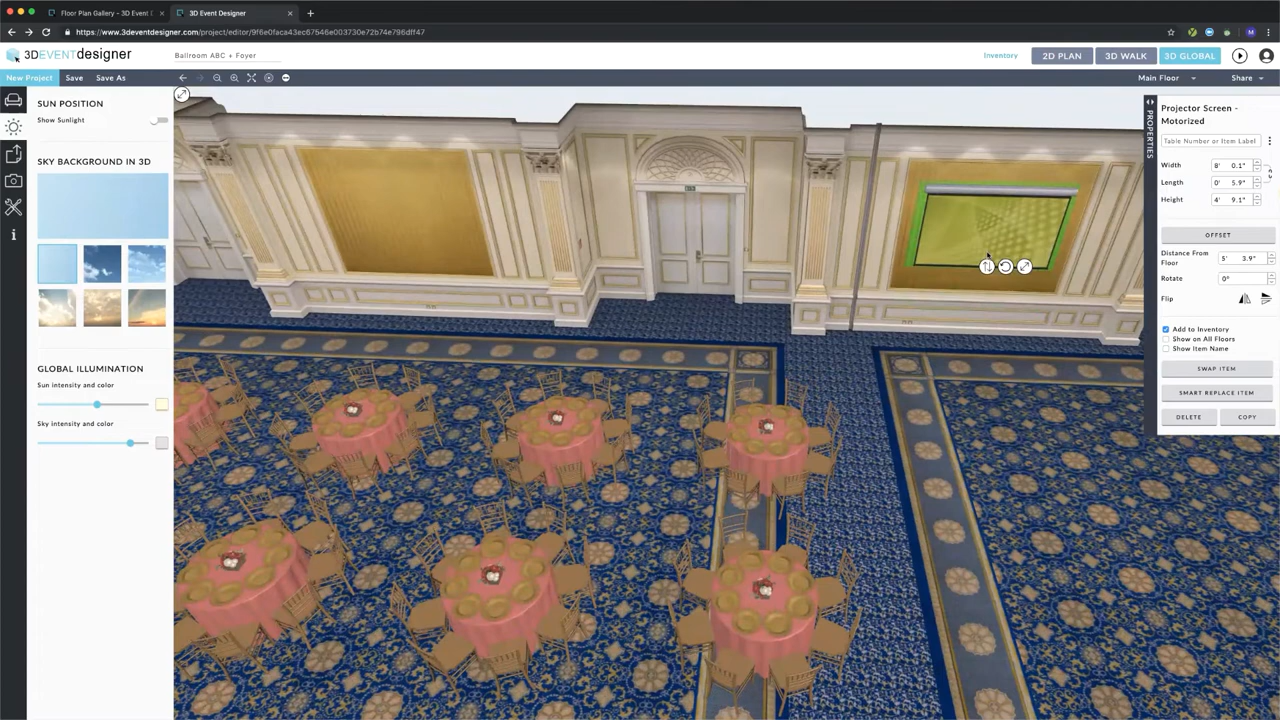 Floor Plan Gallery - 3D Event D
3D Event Designer
https://www.3deventdesigner.com/project/editor/9f6e0faca43ec67546e003730e72b74e796dff47
3DEVENTdesigner
Ballroom ABC + Foyer
Inventory
2D PLAN
3D WALK
3D GLOBAL
New Project
Save
Save As
Main Floor
Share
SUN POSITION
Show Sunlight
SKY BACKGROUND IN 3D
GLOBAL ILLUMINATION
Sun intensity and color
Sky intensity and color
PROPERTIES
Projector Screen -
Motorized
Table Number or Item Label
Width 8' 0.1"
Length 0' 5.9"
Height 4' 9.1"
OFFSET
Distance From
Floor 5' 3.9"
Rotate 0°
Flip
Add to Inventory
Show on All Floors
Show Item Name
SWAP ITEM
SMART REPLACE ITEM
DELETE
COPY